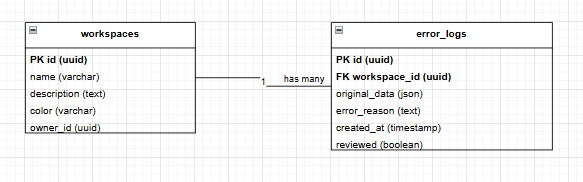 workspaces
PK id (uuid)
name (varchar)
description (text)
color (varchar)
owner_id (uuid)
1
has many
error_logs
PK id (uuid)
FK workspace_id (uuid)
original_data (json)
error_reason (text)
created_at (timestamp)
reviewed (boolean)